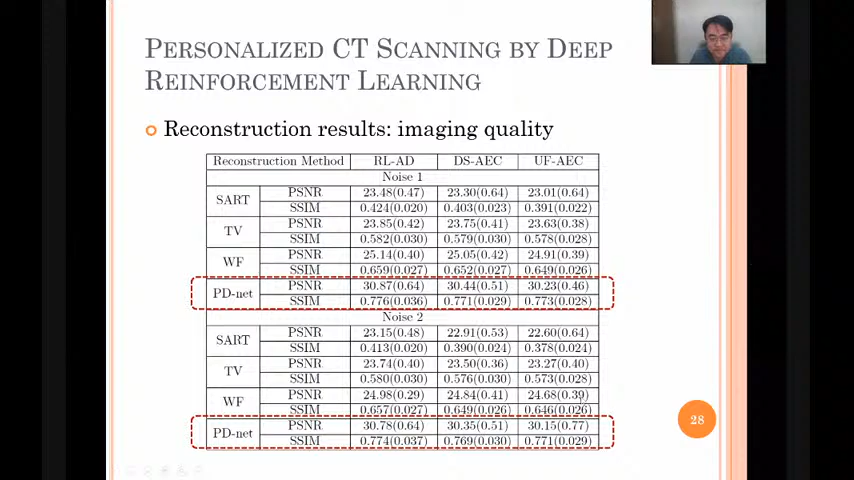 PERSONALIZED CT SCANNING BY DEEP
REINFORCEMENT LEARNING
Reconstruction results: imaging quality
Reconstruction Method RL-AD DS-AEC UF-AEC
Noise 1
SART PSNR 23.48(0.47) 23.30(0.64) 23.01(0.64)
SSIM 0.424(0.020) 0.403(0.023) 0.391(0.022)
TV PSNR 23.85(0.42) 23.75(0.41) 23.63(0.38)
SSIM 0.582(0.030) 0.579(0.030) 0.578(0.028)
WF PSNR 25.14(0.40) 25.05(0.42) 24.91(0.39)
SSIM 0.659(0.027) 0.652(0.027) 0.649(0.026)
PD-net PSNR 30.87(0.64) 30.44(0.51) 30.23(0.46)
SSIM 0.776(0.036) 0.771(0.029) 0.773(0.028)
Noise 2
SART PSNR 23.15(0.48) 22.91(0.53) 22.60(0.64)
SSIM 0.413(0.020) 0.390(0.024) 0.378(0.024)
TV PSNR 23.74(0.40) 23.50(0.36) 23.27(0.40)
SSIM 0.580(0.030) 0.576(0.030) 0.573(0.028)
WF PSNR 24.98(0.29) 24.84(0.41) 24.68(0.39)
SSIM 0.657(0.027) 0.649(0.026) 0.646(0.026)
PD-net PSNR 30.78(0.64) 30.35(0.51) 30.15(0.77)
SSIM 0.774(0.037) 0.769(0.030) 0.771(0.029)
28